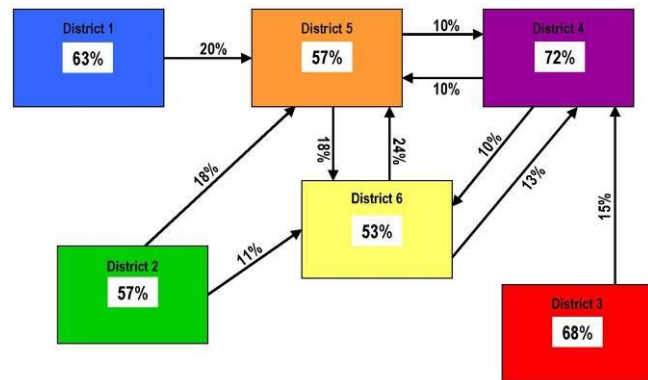 District 1
63%
20%
District 5
57%
10%
10%
District 4
72%
18%
18%
24%
10%
13%
15%
District 6
53%
11%
District 2
57%
District 3
68%